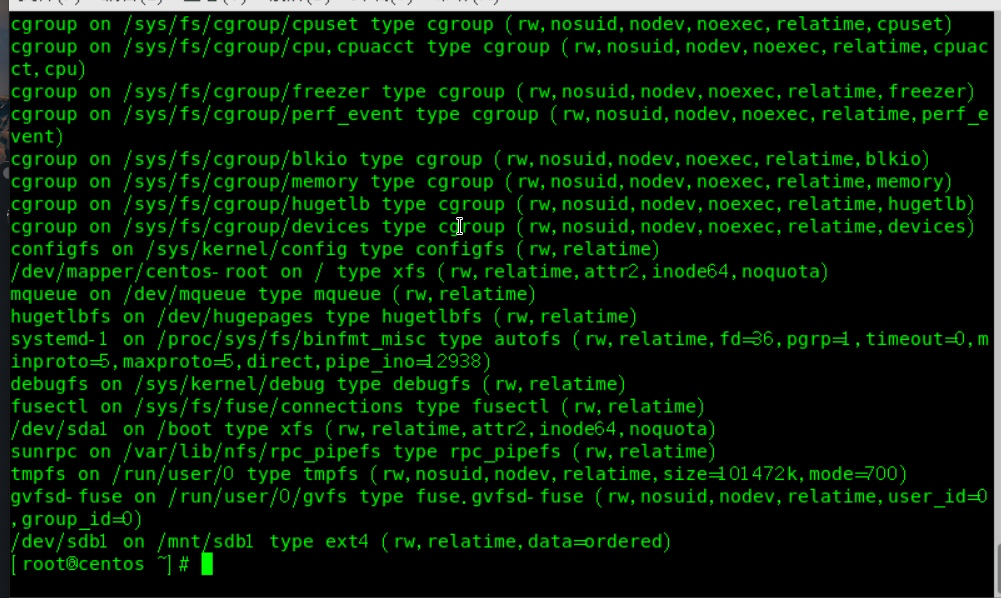 cgroup on /sys/fs/cgroup/cpuset type cgroup (rw,nosuid,nodev,noexec,relatime,cpuset)
cgroup on /sys/fs/cgroup/cpu,cpuacct type cgroup (rw,nosuid,nodev,noexec,relatime,cpuac
ct,cpu)
cgroup on /sys/fs/cgroup/freezer type cgroup (rw,nosuid,nodev,noexec,relatime,freezer)
cgroup on /sys/fs/cgroup/perf_event type cgroup (rw,nosuid,nodev,noexec,relatime,perf_e
vent)
cgroup on /sys/fs/cgroup/blkio type cgroup (rw,nosuid,nodev,noexec,relatime,blkio)
cgroup on /sys/fs/cgroup/memory type cgroup (rw,nosuid,nodev,noexec,relatime,memory)
cgroup on /sys/fs/cgroup/hugetlb type cgroup (rw,nosuid,nodev,noexec,relatime,hugetlb)
cgroup on /sys/fs/cgroup/devices type cgroup (rw,nosuid,nodev,noexec,relatime,devices)
configfs on /sys/kernel/config type configfs (rw,relatime)
/dev/mapper/centos-root on / type xfs (rw,relatime,attr2,inode64,noquota)
mqueue on /dev/mqueue type mqueue (rw,relatime)
hugetlbfs on /dev/hugepages type hugetlbfs (rw,relatime)
systemd-1 on /proc/sys/fs/binfmt_misc type autofs (rw,relatime,fd=36,pgrp=1,timeout=0,m
inproto=5,maxproto=5,direct,pipe_ino=12938)
debugfs on /sys/kernel/debug type debugfs (rw,relatime)
fusectl on /sys/fs/fuse/connections type fusectl (rw,relatime)
/dev/sda1 on /boot type xfs (rw,relatime,attr2,inode64,noquota)
sunrpc on /var/lib/nfs/rpc_pipefs type rpc_pipefs (rw,relatime)
tmpfs on /run/user/0 type tmpfs (rw,nosuid,nodev,relatime,size=101472k,mode=700)
gvfsd-fuse on /run/user/0/gvfs type fuse.gvfsd-fuse (rw,nosuid,nodev,relatime,user_id=0
,group_id=0)
/dev/sdb1 on /mnt/sdb1 type ext4 (rw,relatime,data=ordered)
[root@centos ~]#